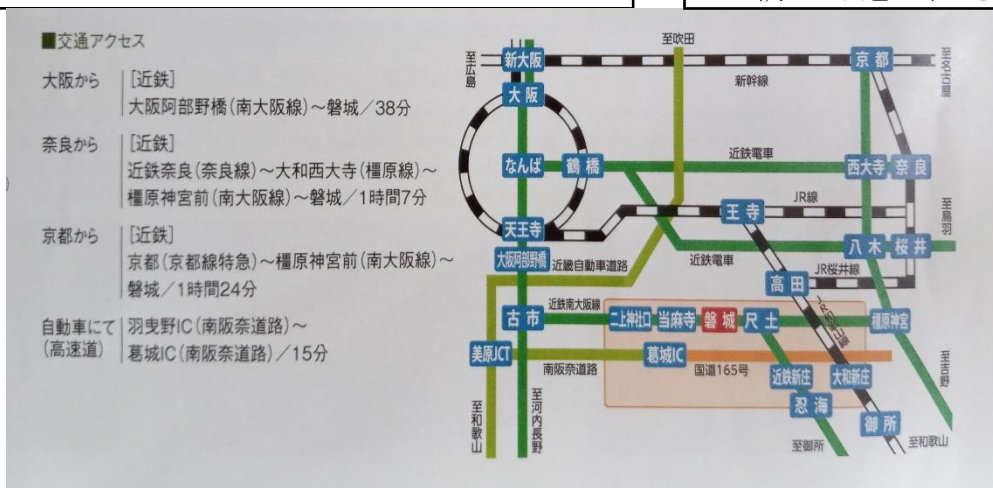 ■交通アクセス
大阪から
[近鉄]
大阪阿部野橋(南大阪線)～磐城/38分
奈良から
[近鉄]
近鉄奈良(奈良線)～大和西大寺(橿原線)～
橿原神宮前(南大阪線)～磐城/1時間7分
京都から
[近鉄]
京都(京都線特急)～橿原神宮前(南大阪線)～
磐城/1時間24分
自動車にて
(高速道)
羽曳野IC(南阪奈道路)～
葛城IC(南阪奈道路)/15分
至吹田
至広島
新大阪
新幹線
京都
至名古屋
大阪
なんば
鶴橋
近鉄電車
西大寺
奈良
天王寺
王寺
JR線
至鳥羽
大阪阿部野橋
近畿自動車道路
近鉄電車
八木
桜井
高田
JR桜井線
古市
近鉄南大阪線
二上神社口
当麻寺
磐城
尺土
JR和歌山線
橿原神宮
美原JCT
南阪奈道路
葛城IC
国道165号
近鉄新庄
大和新庄
至吉野
忍海
御所
至和歌山
至河内長野
至御所
至和歌山